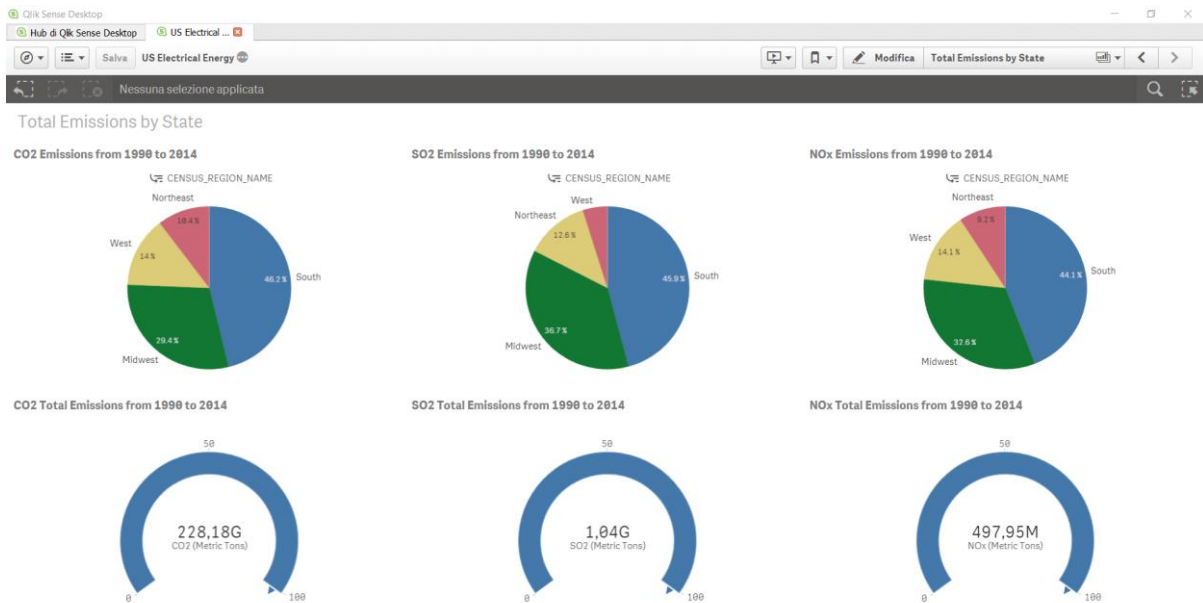 Qlik Sense Desktop
Hub di Qlik Sense Desktop
US Electrical ...
Salva
US Electrical Energy
Modifica
Total Emissions by State
Nessuna selezione applicata
Total Emissions by State
CO2 Emissions from 1990 to 2014
CENSUS_REGION_NAME
Northeast
10.4%
West
14%
46.2%
South
29.4%
Midwest
SO2 Emissions from 1990 to 2014
CENSUS_REGION_NAME
West
Northeast
12.6%
45.9%
South
36.7%
Midwest
NOx Emissions from 1990 to 2014
CENSUS_REGION_NAME
Northeast
9.2%
West
14.1%
44.1%
South
32.6%
Midwest
CO2 Total Emissions from 1990 to 2014
50
228,18G
CO2 (Metric Tons)
0
100
SO2 Total Emissions from 1990 to 2014
50
1,04G
SO2 (Metric Tons)
0
100
NOx Total Emissions from 1990 to 2014
50
497,95M
NOx (Metric Tons)
0
100